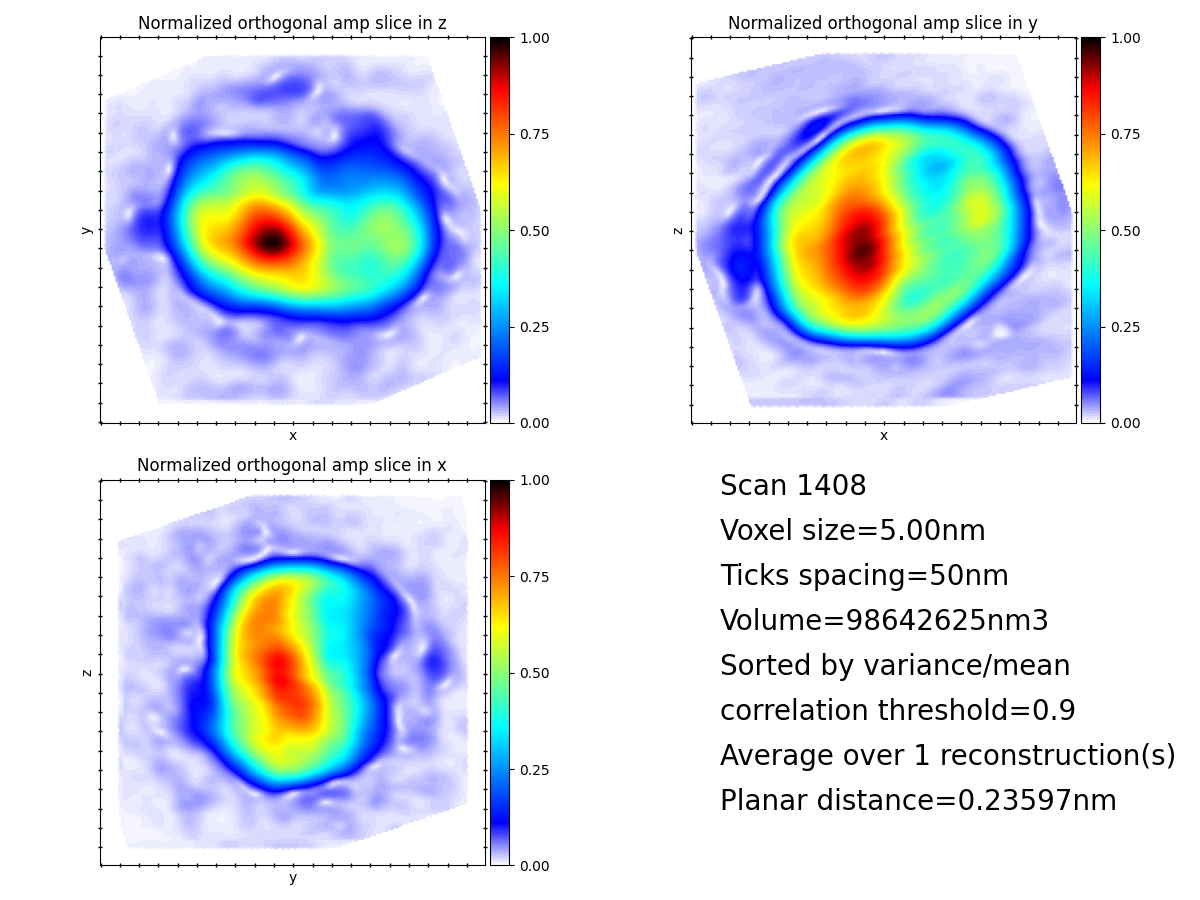 Normalized orthogonal amp slice in z
1.00
0.75
0.50
0.25
0.00
y
x
Normalized orthogonal amp slice in y
1.00
0.75
0.50
0.25
0.00
z
x
Normalized orthogonal amp slice in x
1.00
0.75
0.50
0.25
0.00
z
y
Scan 1408
Voxel size=5.00nm
Ticks spacing=50nm
Volume=98642625nm3
Sorted by variance/mean
correlation threshold=0.9
Average over 1 reconstruction(s)
Planar distance=0.23597nm